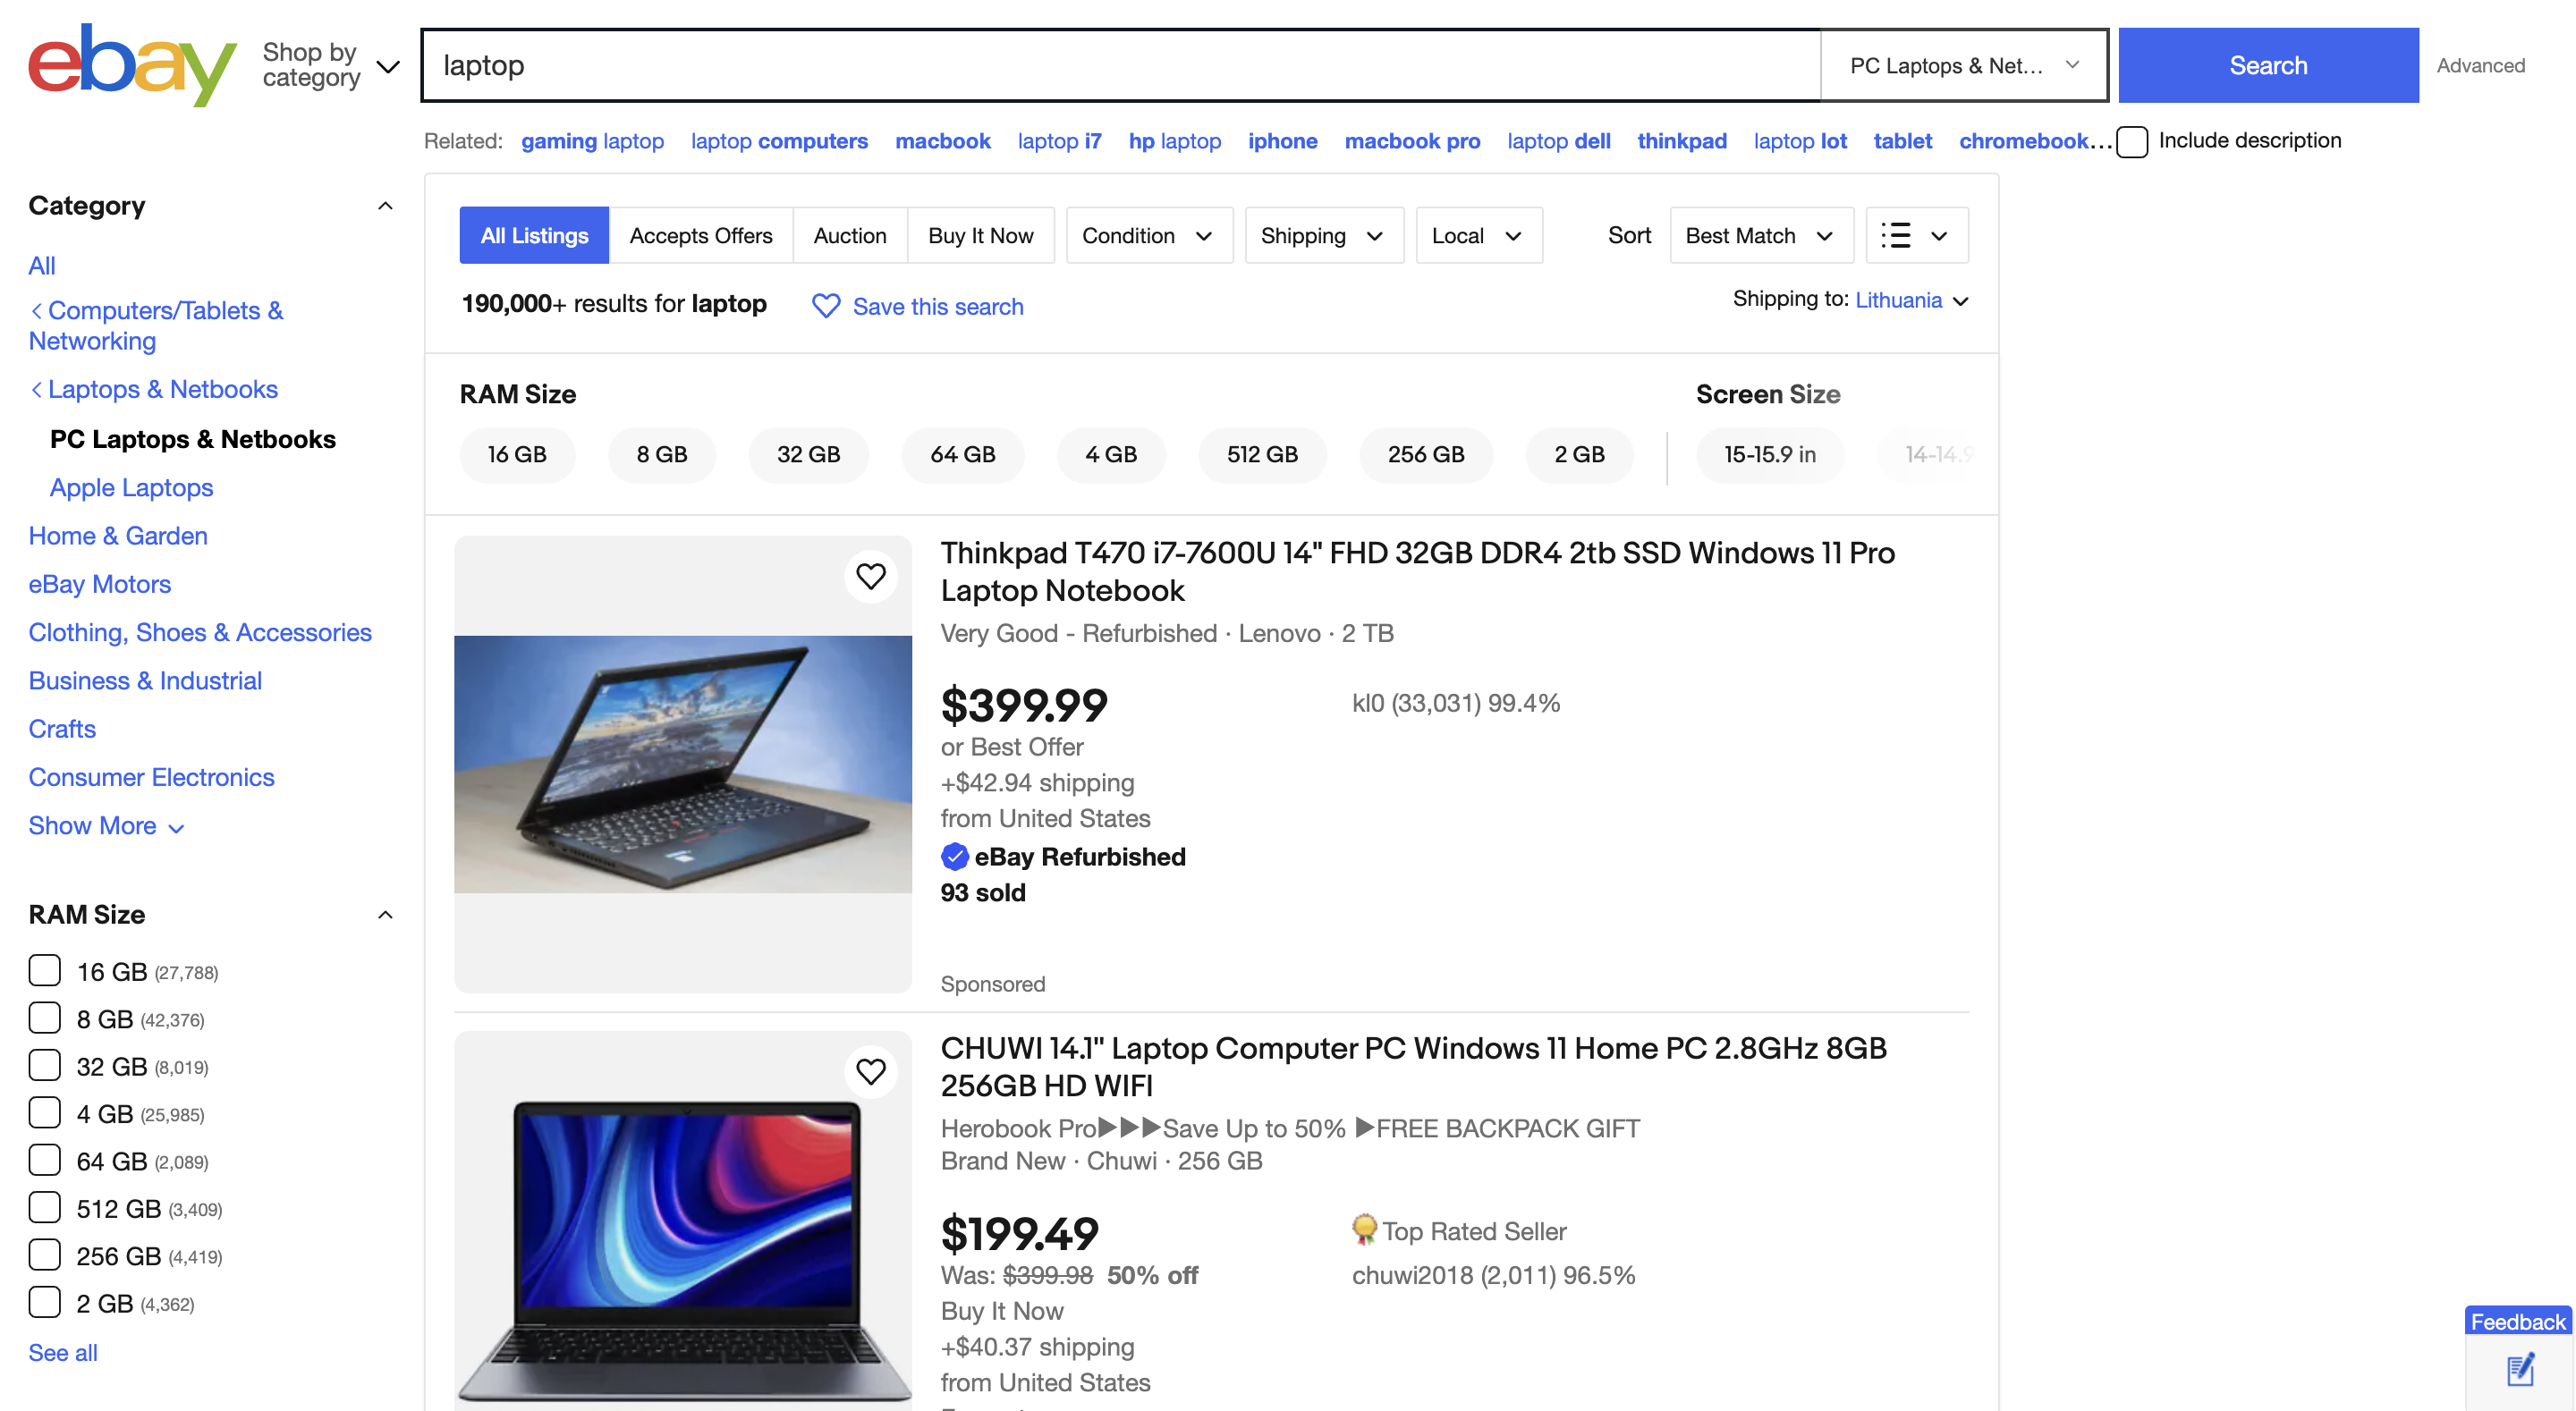 ebay
Shop by
category
laptop
PC Laptops & Net...
Search
Advanced
Related: gaming laptop laptop computers macbook laptop i7 hp laptop iphone macbook pro laptop dell thinkpad laptop lot tablet chromebook...
Include description
Category
All
Computers/Tablets &
Networking
Laptops & Netbooks
PC Laptops & Netbooks
Apple Laptops
Home & Garden
eBay Motors
Clothing, Shoes & Accessories
Business & Industrial
Crafts
Consumer Electronics
Show More
RAM Size
16 GB (27,788)
8 GB (42,376)
32 GB (8,019)
4 GB (25,985)
64 GB (2,089)
512 GB (3,409)
256 GB (4,419)
2 GB (4,362)
See all
All Listings Accepts Offers Auction Buy It Now Condition Shipping Local Sort Best Match
190,000+ results for laptop Save this search
Shipping to: Lithuania
RAM Size Screen Size
16 GB 8 GB 32 GB 64 GB 4 GB 512 GB 256 GB 2 GB 15-15.9 in 14-14.9
Thinkpad T470 i7-7600U 14" FHD 32GB DDR4 2tb SSD Windows 11 Pro
Laptop Notebook
Very Good - Refurbished · Lenovo · 2 TB
$399.99
kl0 (33,031) 99.4%
or Best Offer
+$42.94 shipping
from United States
eBay Refurbished
93 sold
Sponsored
CHUWI 14.1" Laptop Computer PC Windows 11 Home PC 2.8GHz 8GB
256GB HD WIFI
Herobook Pro▶▶▶Save Up to 50% ▶FREE BACKPACK GIFT
Brand New · Chuwi · 256 GB
$199.49
Top Rated Seller
Was: $399.98 50% off
chuwi2018 (2,011) 96.5%
Buy It Now
+$40.37 shipping
from United States
Feedback